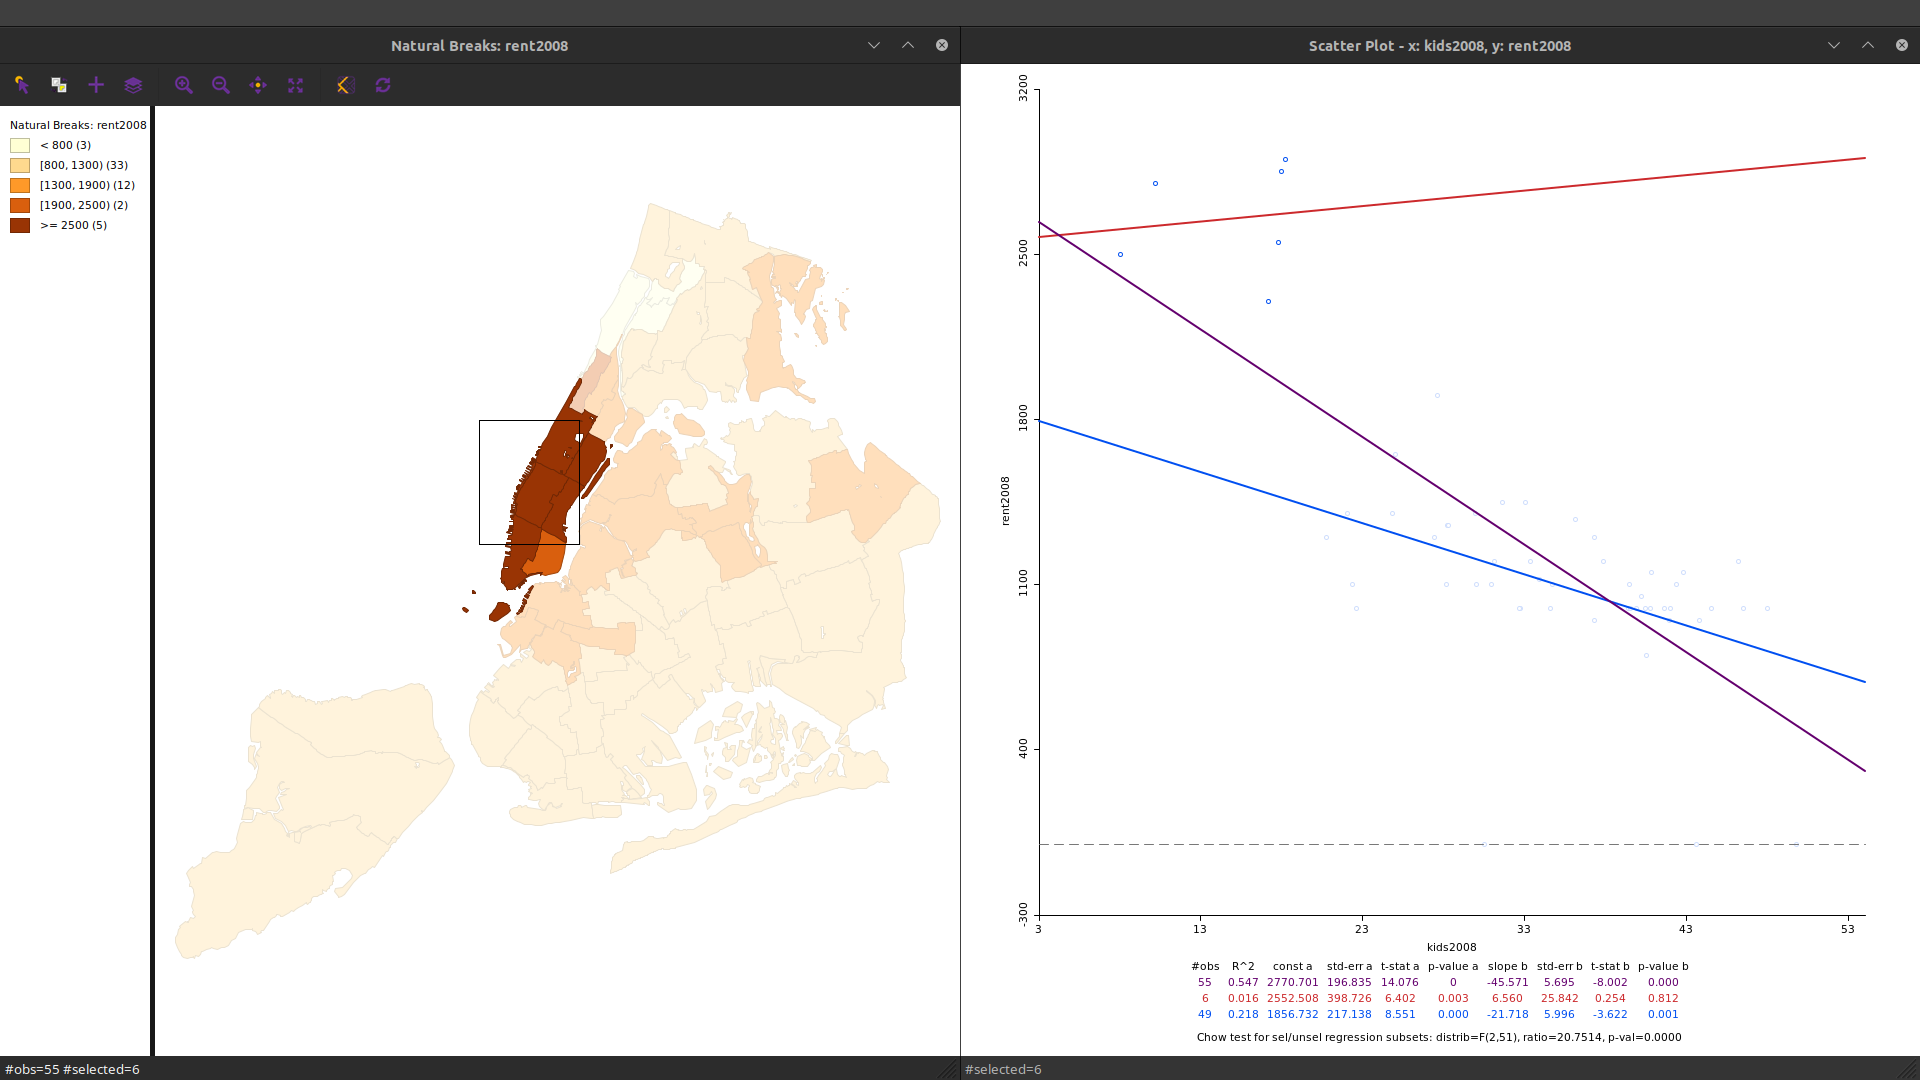 Natural Breaks: rent2008
Scatter Plot - x: kids2008, y: rent2008
Natural Breaks: rent2008
< 800 (3)
[800, 1300) (33)
[1300, 1900) (12)
[1900, 2500) (2)
>= 2500 (5)
3200
2500
1800
1100
400
-300
rent2008
3 13 23 33 43 53
kids2008
#obs R^2 const a std-err a t-stat a p-value a slope b std-err b t-stat b p-value b
55 0.547 2770.701 196.835 14.076 0 -45.571 5.695 -8.002 0.000
6 0.016 2552.508 398.726 6.402 0.003 6.560 25.842 0.254 0.812
49 0.218 1856.732 217.138 8.551 0.000 -21.718 5.996 -3.622 0.001
Chow test for sel/unsel regression subsets: distrib=F(2,51), ratio=20.7514, p-val=0.0000
#obs=55 #selected=6
#selected=6